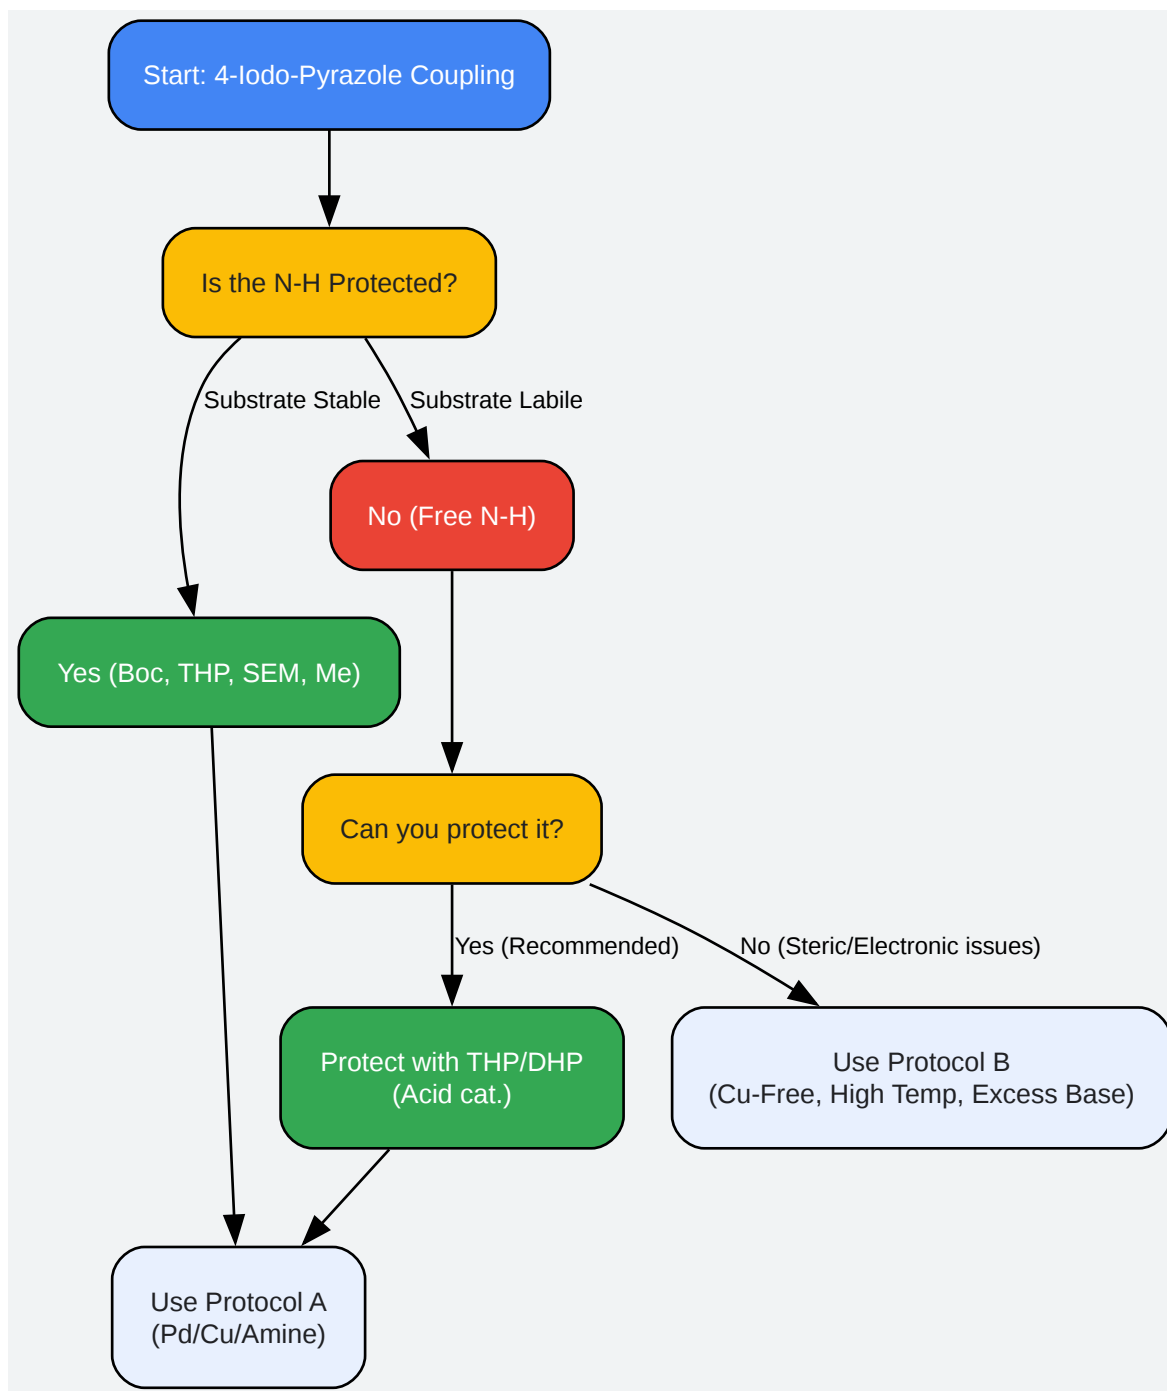 Start: 4-Iodo-Pyrazole Coupling
Is the N-H Protected?
Substrate Stable
Substrate Labile
No (Free N-H)
Yes (Boc, THP, SEM, Me)
Can you protect it?
Yes (Recommended)
No (Steric/Electronic issues)
Protect with THP/DHP
(Acid cat.)
Use Protocol B
(Cu-Free, High Temp, Excess Base)
Use Protocol A
(Pd/Cu/Amine)